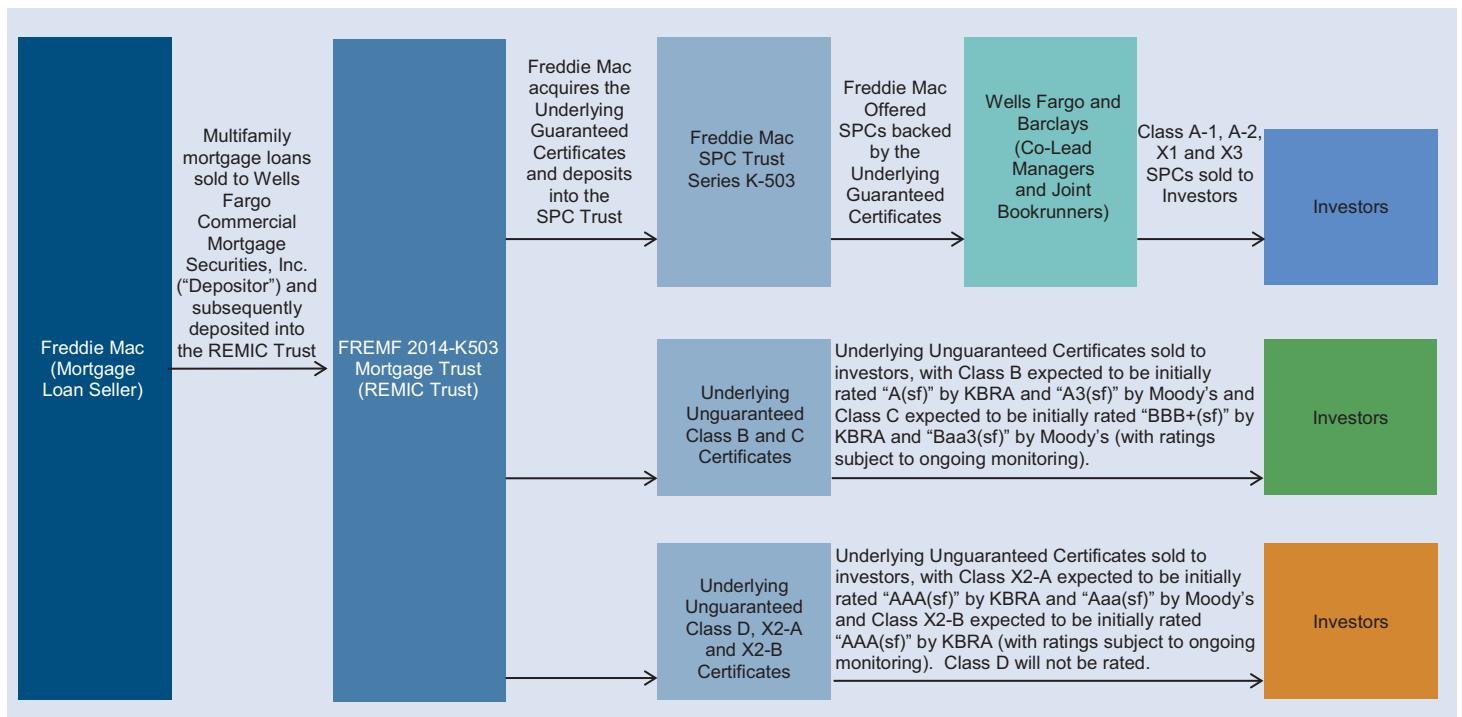 Freddie Mac
(Mortgage
Loan Seller)
Multifamily
mortgage loans
sold to Wells
Fargo
Commercial
Mortgage
Securities, Inc.
(“Depositor”) and
subsequently
deposited into
the REMIC Trust
FREMF 2014-K503
Mortgage Trust
(REMIC Trust)
Freddie Mac
acquires the
Underlying
Guaranteed
Certificates
and deposits
into the
SPC Trust
Freddie Mac
SPC Trust
Series K-503
Freddie Mac
Offered
SPCs backed
by the
Underlying
Guaranteed
Certificates
Wells Fargo and
Barclays
(Co-Lead
Managers
and Joint
Bookrunners)
Class A-1, A-2,
X1 and X3
SPCs sold to
Investors
Investors
Underlying
Unguaranteed
Class B and C
Certificates
Underlying Unguaranteed Certificates sold to
investors, with Class B expected to be initially
rated “A(sf)” by KBRA and “A3(sf)” by Moody’s and
Class C expected to be initially rated “BBB+(sf)” by
KBRA and “Baa3(sf)” by Moody’s (with ratings
subject to ongoing monitoring).
Investors
Underlying
Unguaranteed
Class D, X2-A
and X2-B
Certificates
Underlying Unguaranteed Certificates sold to
investors, with Class X2-A expected to be initially
rated “AAA(sf)” by KBRA and “Aaa(sf)” by Moody’s
and Class X2-B expected to be initially rated
“AAA(sf)” by KBRA (with ratings subject to ongoing
monitoring).  Class D will not be rated.
Investors